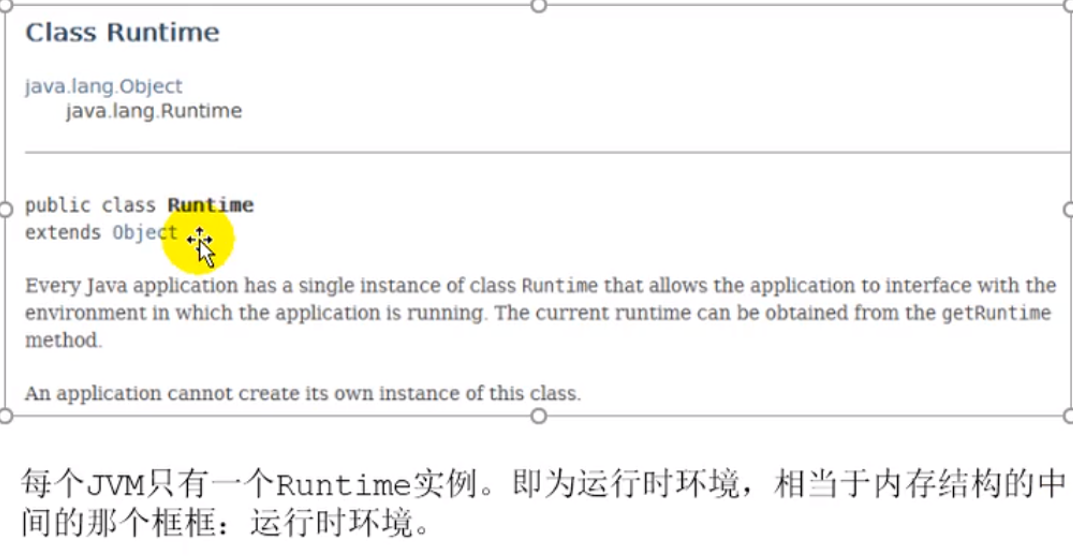 Class Runtime
java.lang.Object
java.lang.Runtime
public class Runtime
extends Object
Every Java application has a single instance of class Runtime that allows the application to interface with the
environment in which the application is running. The current runtime can be obtained from the getRuntime
method.
An application cannot create its own instance of this class.
每个JVM只有一个Runtime实例。即为运行时环境，相当于内存结构的中
间的那个框框：运行时环境。